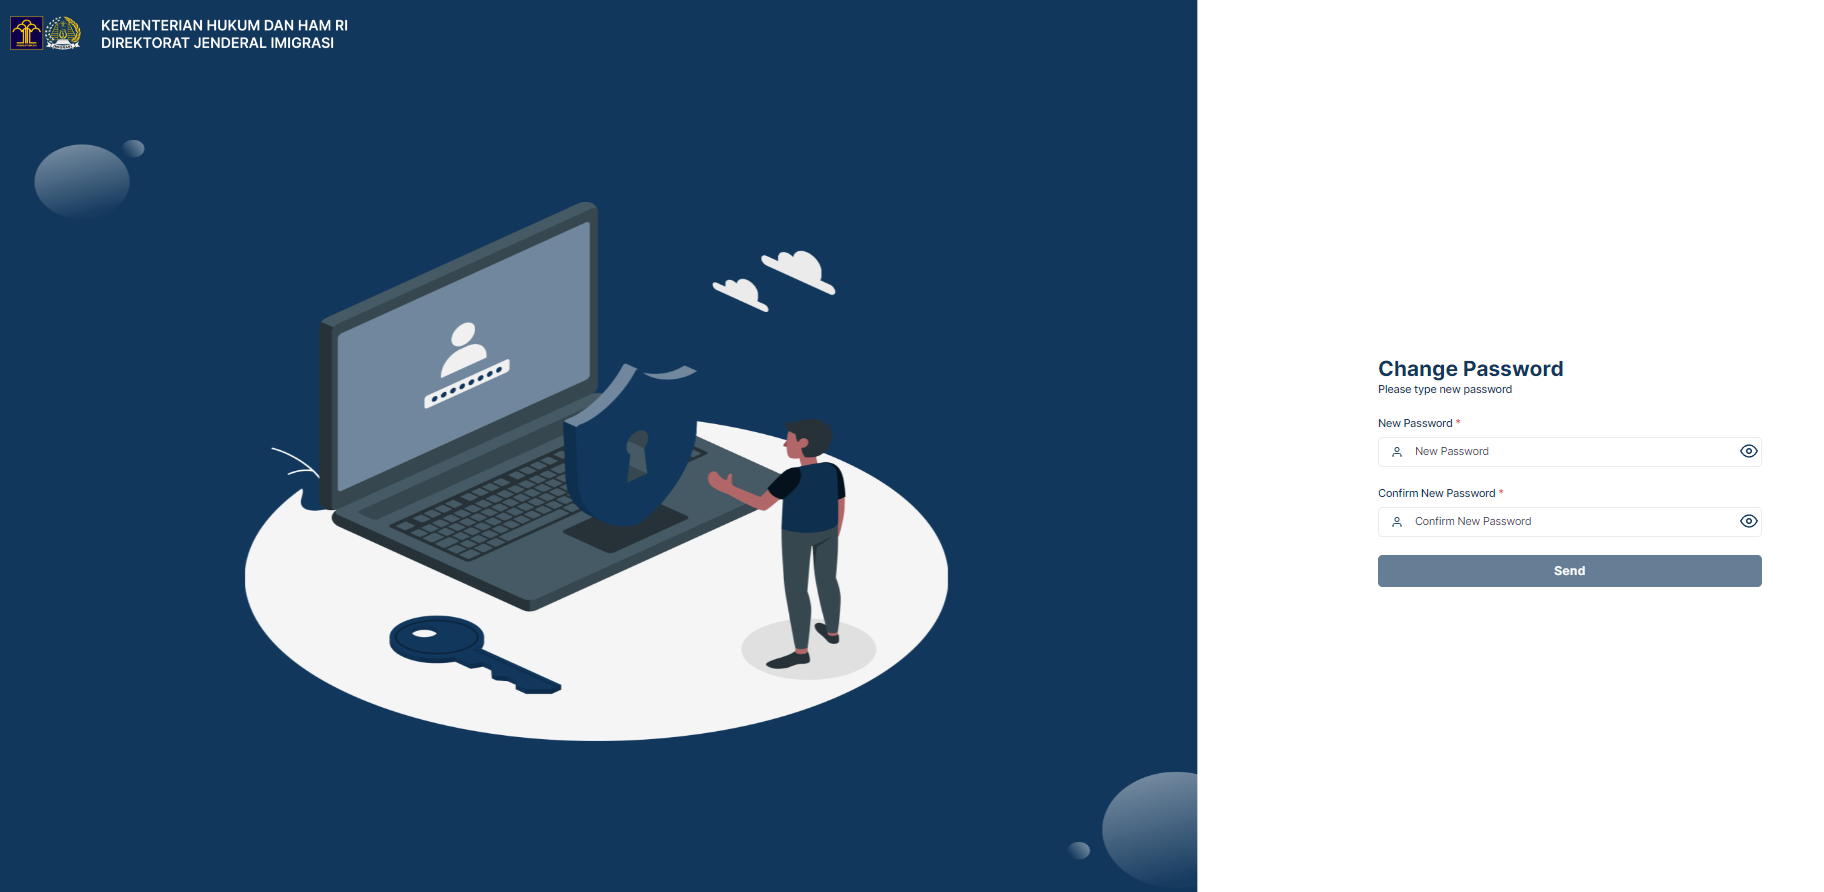 KEMENTERIAN HUKUM DAN HAM RI
DIREKTORAT JENDERAL IMIGRASI
Change Password
Please type new password
New Password *
New Password
Confirm New Password *
Confirm New Password
Send